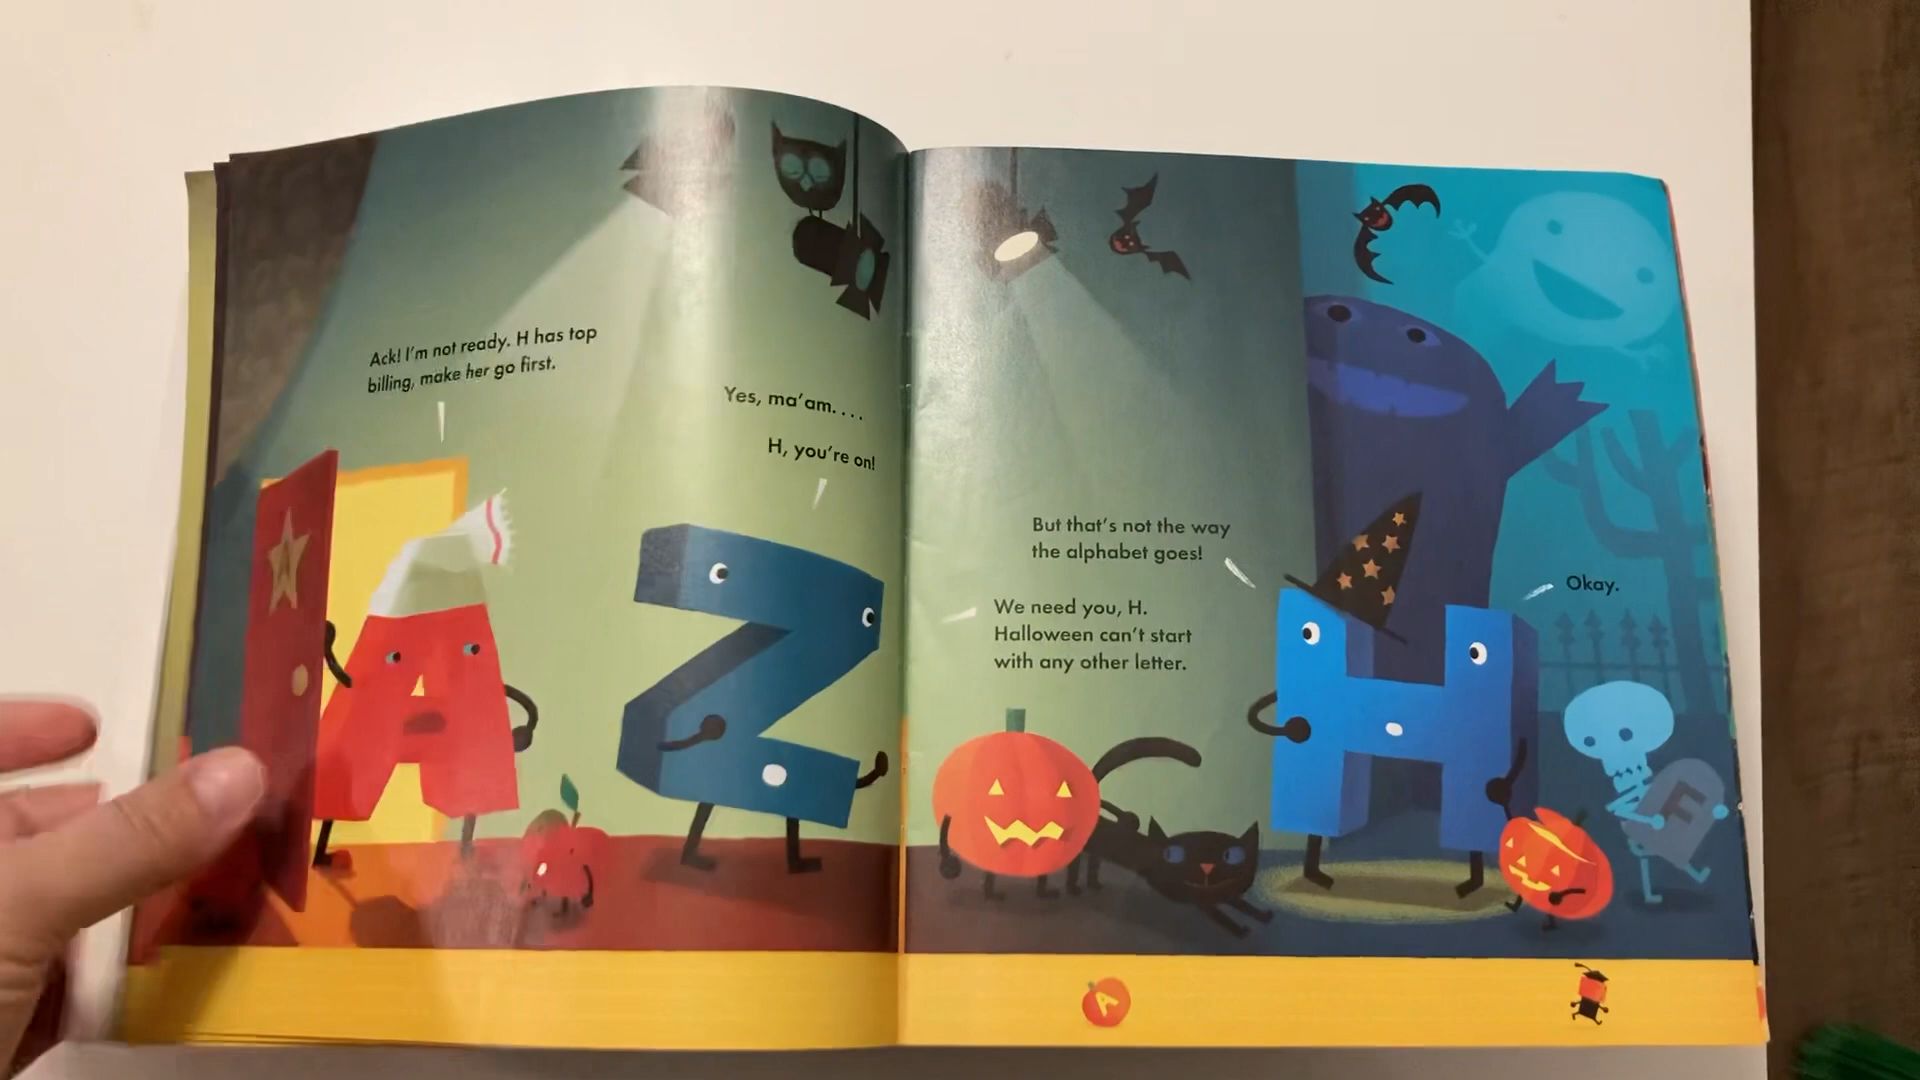 Ack! I'm not ready. H has top
billing, make her go first.
Yes, ma'am. . . .
H, you're on!
But that's not the way
the alphabet goes!
We need you, H.
Halloween can't start
with any other letter.
Okay.
A
A
Z
H
F
A